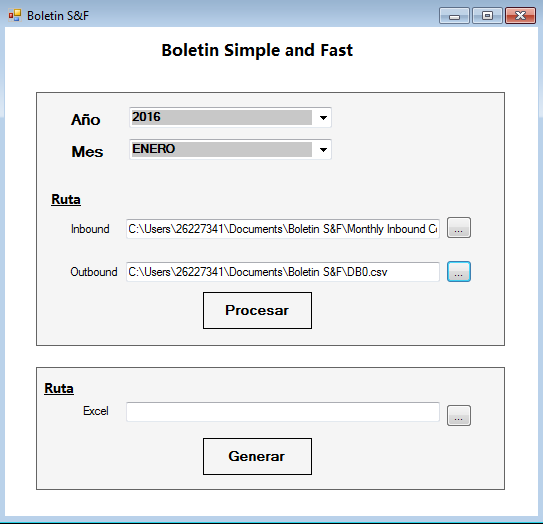 Boletin S&F
Boletin Simple and Fast
Año 2016
Mes ENERO
Ruta
Inbound C:\Users\26227341\Documents\Boletin S&F\Monthly Inbound
...
Outbound C:\Users\26227341\Documents\Boletin S&F\DB0.csv
...
Procesar
Ruta
Excel
...
Generar